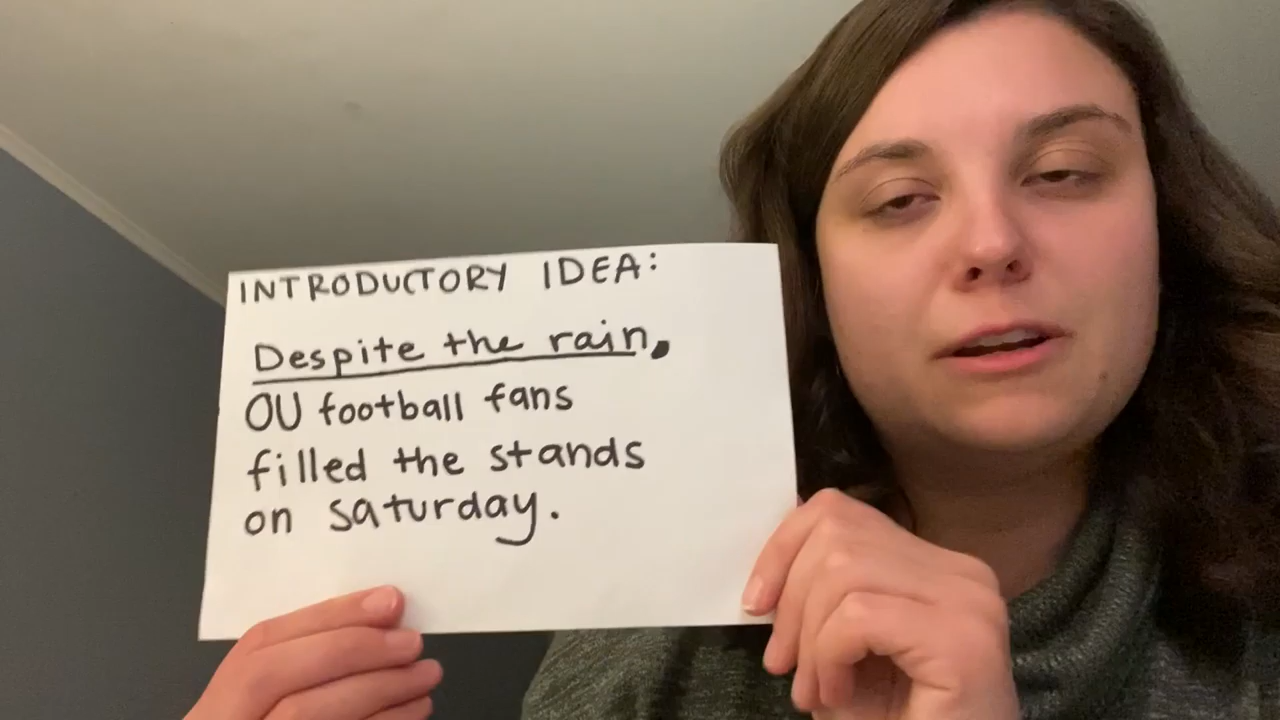 INTRODUCTORY IDEA:
Despite the rain,
OU football fans
filled the stands
on saturday.